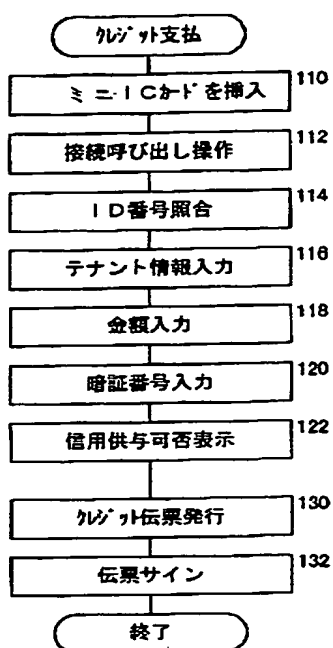 ｸﾚｼﾞｯﾄ支払
ミニ-ＩＣｶｰﾄﾞを挿入
110
接続呼び出し操作
112
ＩＤ番号照合
114
テナント情報入力
116
金額入力
118
暗証番号入力
120
信用供与可否表示
122
ｸﾚｼﾞｯﾄ伝票発行
130
伝票サイン
132
終了